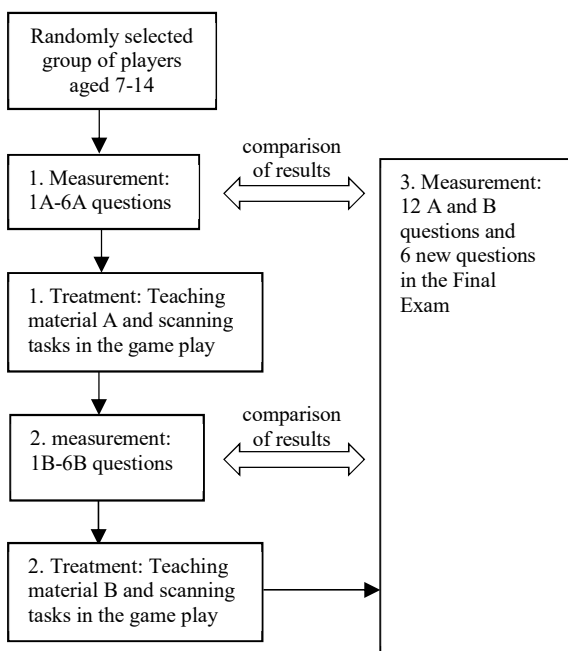 Randomly selected
group of players
aged 7-14
1. Measurement:
1A-6A questions
comparison
of results
3. Measurement:
12 A and B
questions and
6 new questions
in the Final
Exam
1. Treatment: Teaching
material A and scanning
tasks in the game play
2. measurement:
1B-6B questions
comparison
of results
2. Treatment: Teaching
material B and scanning
tasks in the game play